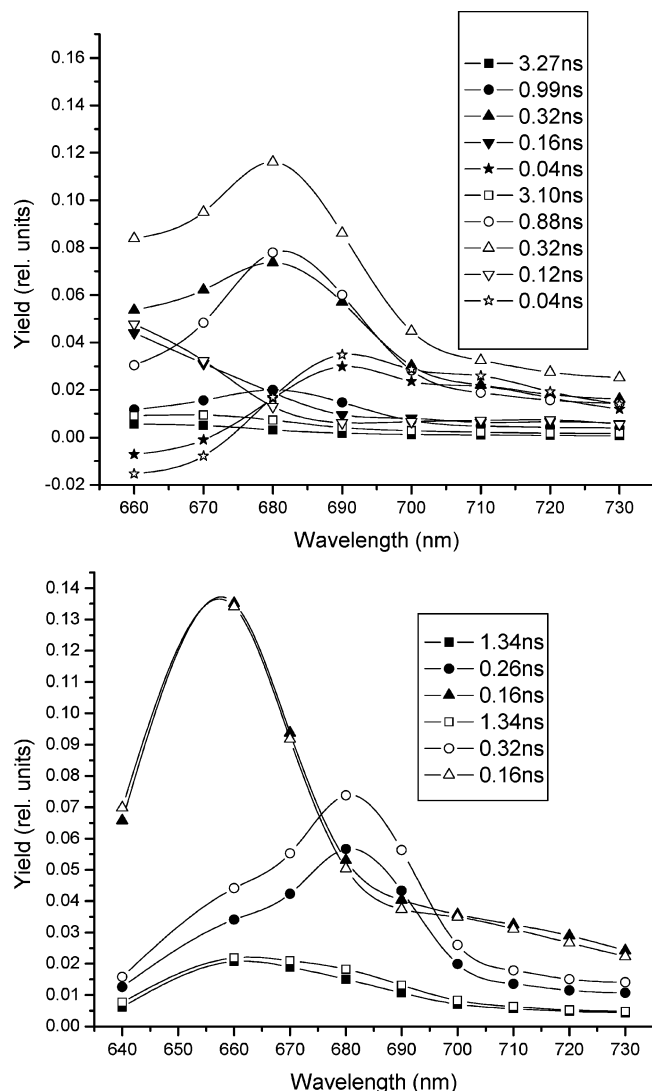 0.16
0.14
0.12
0.10
0.08
0.06
0.04
0.02
0.00
-0.02
Yield (rel. units)
660 670 680 690 700 710 720 730
Wavelength (nm)
3.27ns
0.99ns
0.32ns
0.16ns
0.04ns
3.10ns
0.88ns
0.32ns
0.12ns
0.04ns
0.14
0.13
0.12
0.11
0.10
0.09
0.08
0.07
0.06
0.05
0.04
0.03
0.02
0.01
0.00
Yield (rel. units)
640 650 660 670 680 690 700 710 720 730
Wavelength (nm)
1.34ns
0.26ns
0.16ns
1.34ns
0.32ns
0.16ns